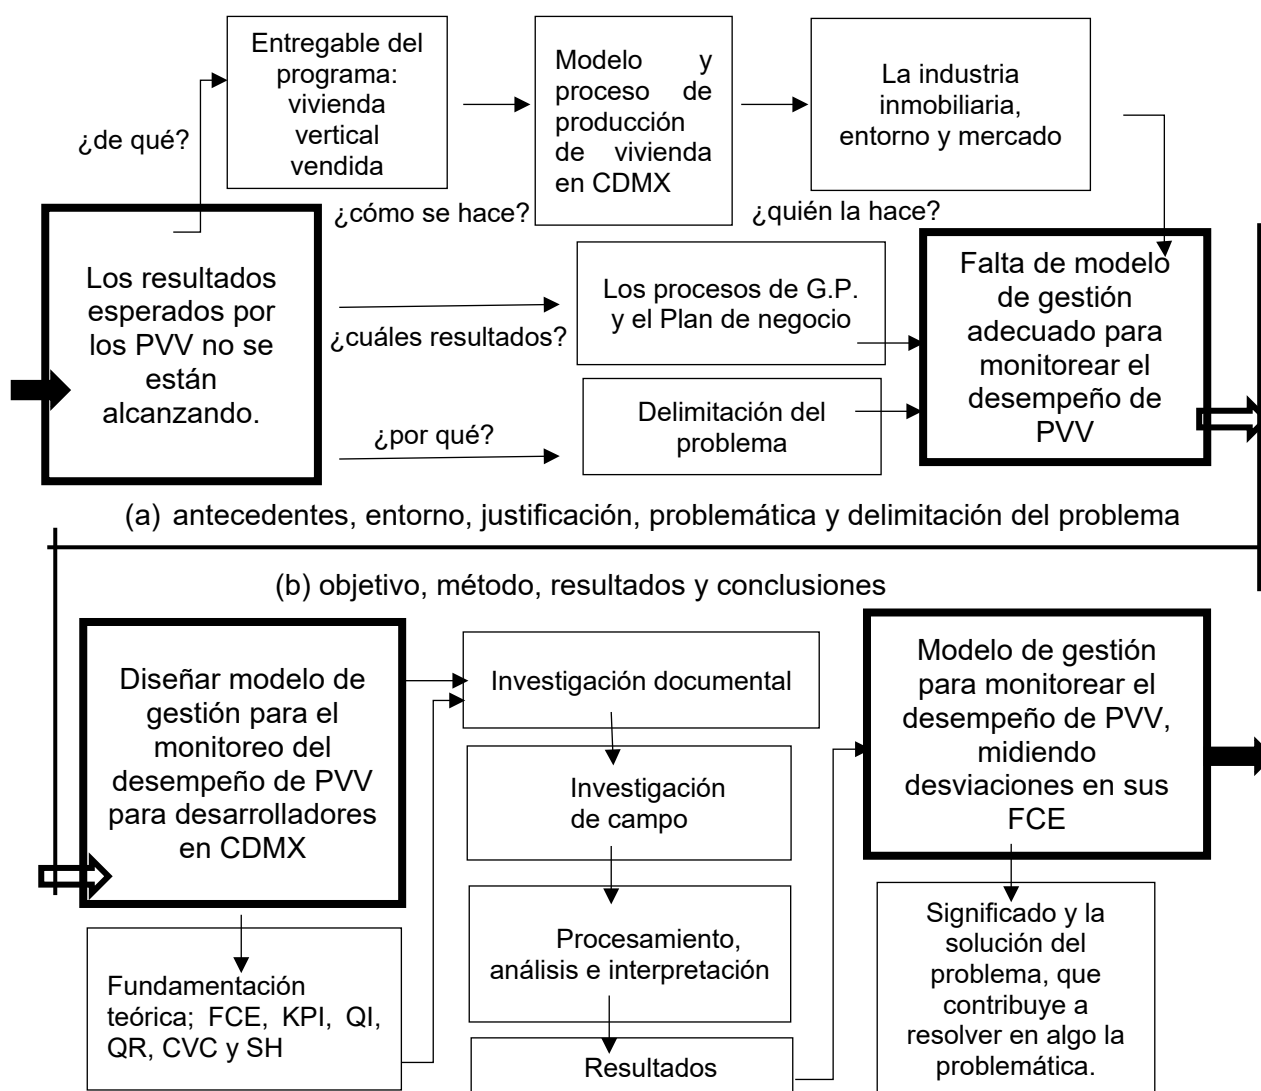 Entregable del
programa:
vivienda
vertical
vendida
Modelo y
proceso de
producción
de vivienda
en CDMX
La industria
inmobiliaria,
entorno y mercado
¿de qué?
¿cómo se hace?
¿quién la hace?
Los resultados
esperados por
los PVV no se
están
alcanzando.
¿cuáles resultados?
Los procesos de G.P.
y el Plan de negocio
¿por qué?
Delimitación del
problema
Falta de modelo
de gestión
adecuado para
monitorear el
desempeño de
PVV
(a) antecedentes, entorno, justificación, problemática y delimitación del problema
(b) objetivo, método, resultados y conclusiones
Diseñar modelo de
gestión para el
monitoreo del
desempeño de PVV
para desarrolladores
en CDMX
Fundamentación
teórica; FCE, KPI, QI,
QR, CVC y SH
Investigación documental
Investigación
de campo
Procesamiento,
análisis e interpretación
Resultados
Modelo de gestión
para monitorear el
desempeño de PVV,
midiendo
desviaciones en sus
FCE
Significado y la
solución del
problema, que
contribuye a
resolver en algo la
problemática.